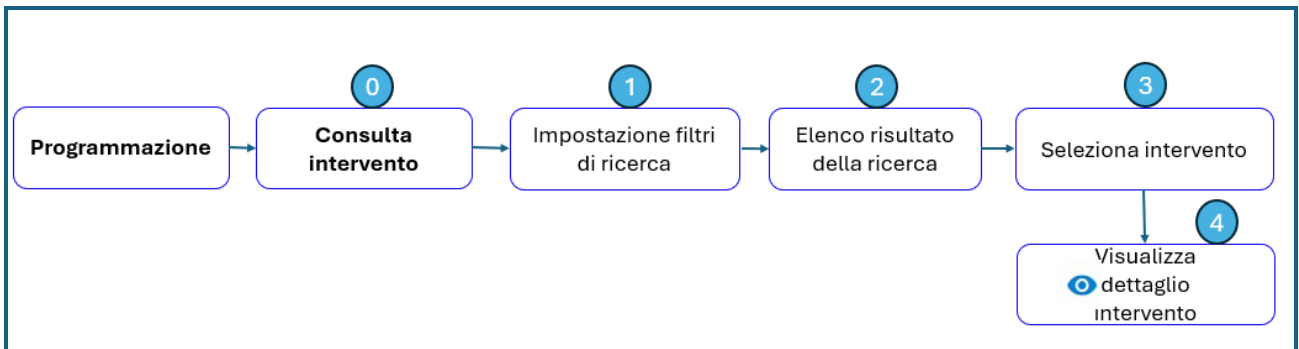 0
1
2
3
Programmazione
Consulta
intervento
Impostazione filtri
di ricerca
Elenco risultato
della ricerca
Seleziona intervento
4
Visualizza
dettaglio
intervento